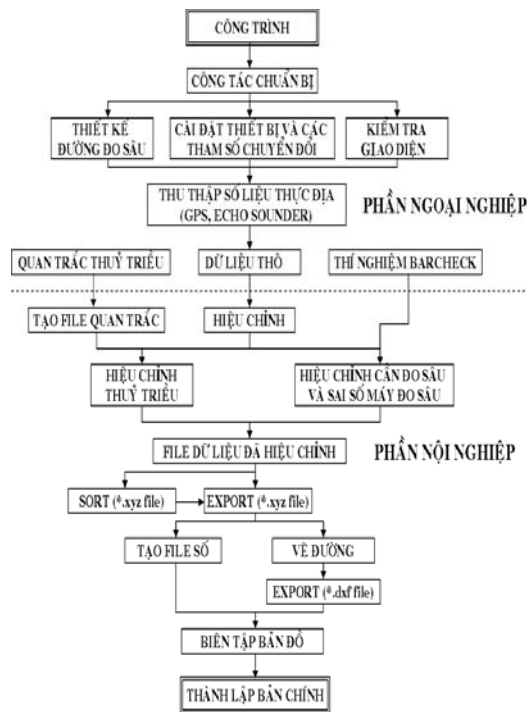 CÔNG TRÌNH
CÔNG TÁC CHUẨN BỊ
THIẾT KẾ
ĐƯỜNG ĐO SÂU
CÀI ĐẶT THIẾT BỊ VÀ CÁC
THAM SỐ CHUYỂN ĐỔI
KIỂM TRA
GIAO DIỆN
THU THẬP SỐ LIỆU THỰC ĐỊA
(GPS, ECHO SOUNDER)
PHẦN NGOẠI NGHIỆP
QUAN TRẮC THUỶ TRIỀU
DỮ LIỆU THÔ
THÍ NGHIỆM BARCHECK
TẠO FILE QUAN TRẮC
HIỆU CHỈNH
HIỆU CHỈNH
THUỶ TRIỀU
HIỆU CHỈNH CẦN ĐO SÂU
VÀ SAI SỐ MÁY ĐO SÂU
FILE DỮ LIỆU ĐÃ HIỆU CHỈNH
PHẦN NỘI NGHIỆP
SORT (*.xyz file)
EXPORT (*.xyz file)
TẠO FILE SỐ
VẼ ĐƯỜNG
EXPORT (*.dxf file)
BIÊN TẬP BẢN ĐỒ
THÀNH LẬP BẢN CHÍNH